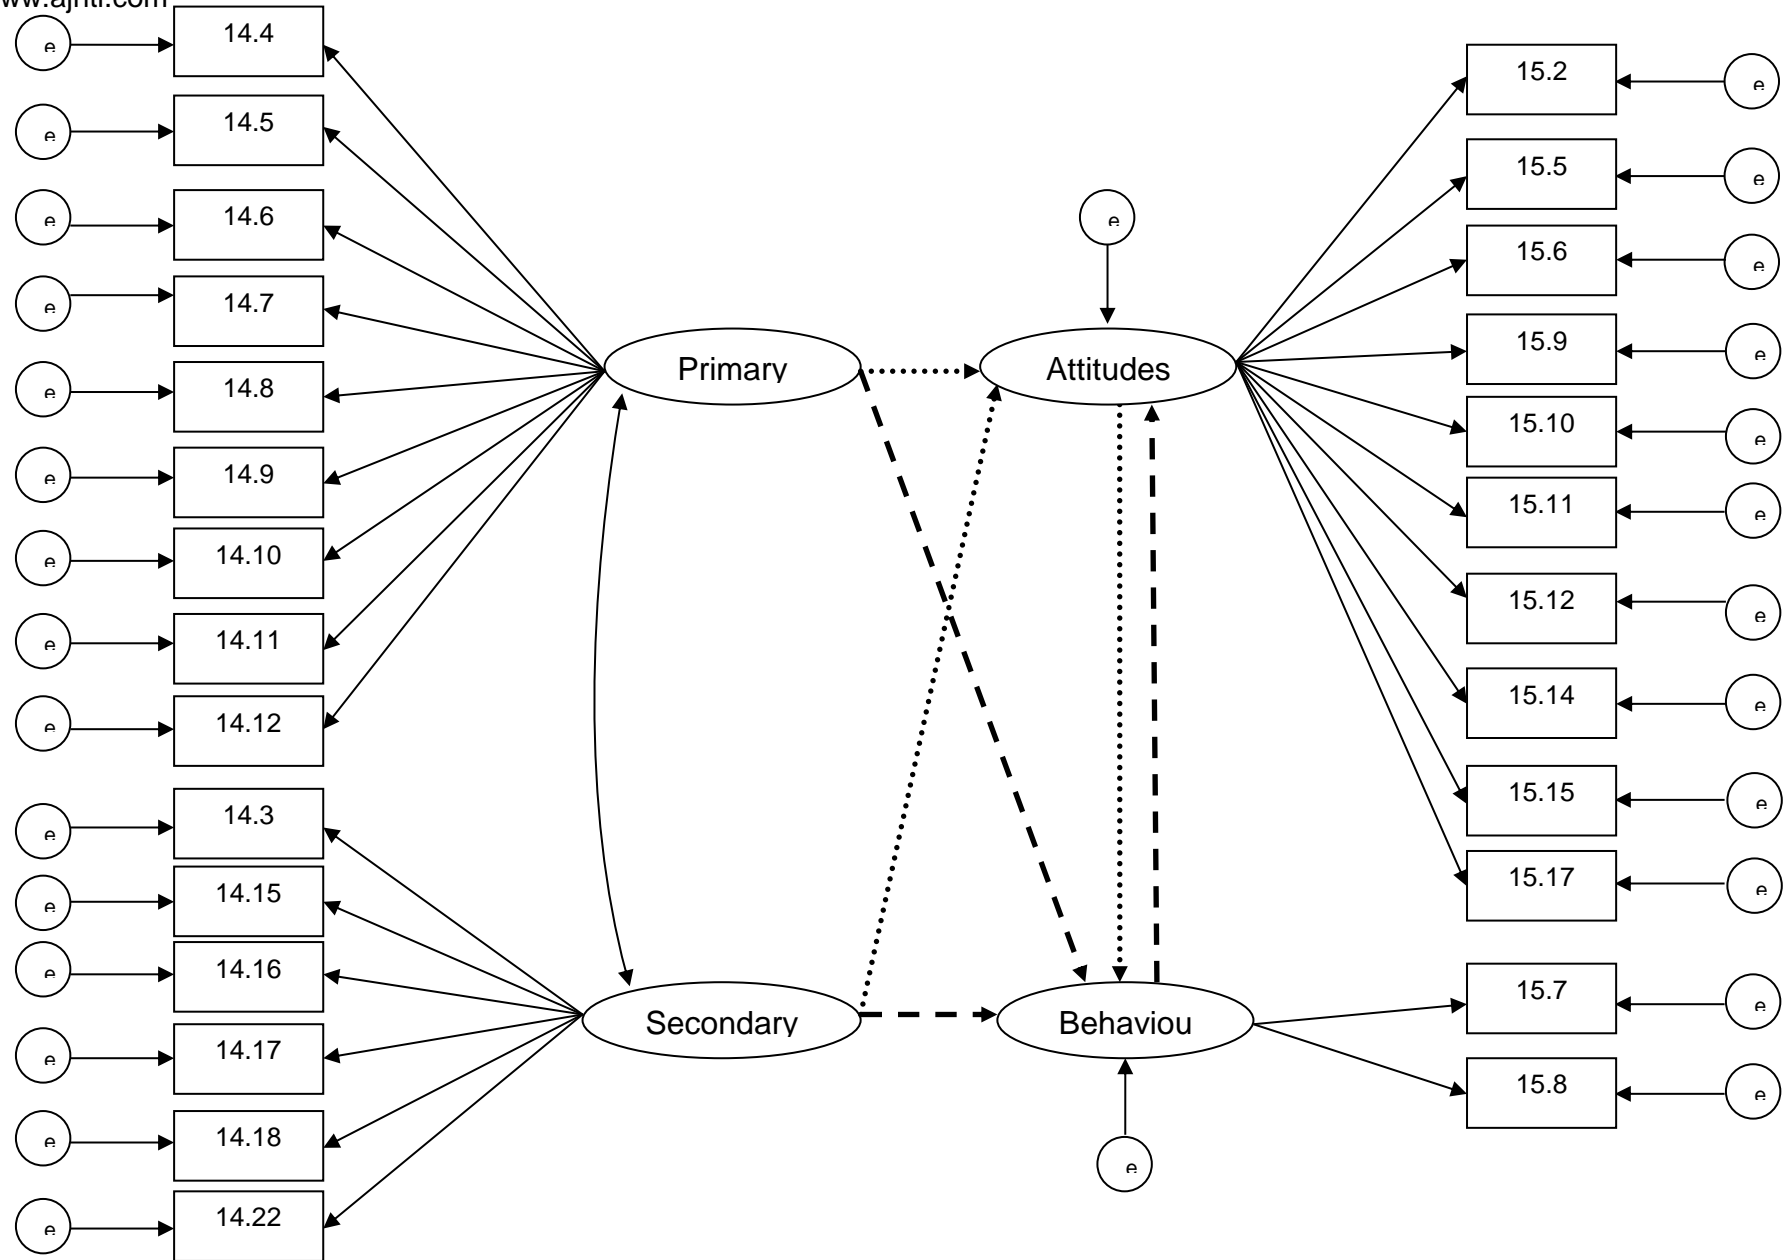 ww.ajhtl.com
e 14.4
e 14.5
e 14.6
e 14.7
e 14.8
e 14.9
e 14.10
e 14.11
e 14.12
e 14.3
e 14.15
e 14.16
e 14.17
e 14.18
e 14.22
Primary
Secondary
e
Attitudes
Behaviou
e
15.2 e
15.5 e
15.6 e
15.9 e
15.10 e
15.11 e
15.12 e
15.14 e
15.15 e
15.17 e
15.7 e
15.8 e